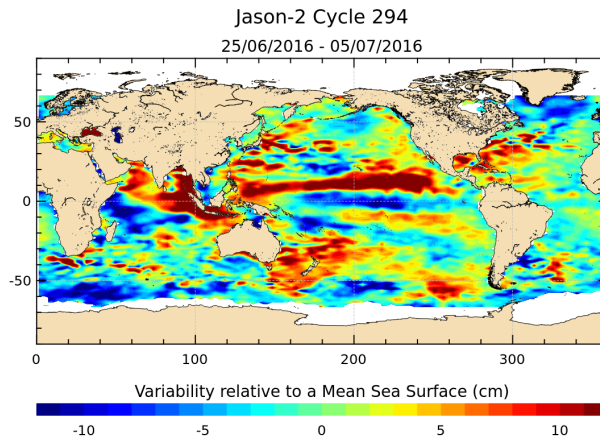 Jason-2 Cycle 294
25/06/2016 - 05/07/2016
50
0
-50
0 100 200 300
Variability relative to a Mean Sea Surface (cm)
-10 -5 0 5 10